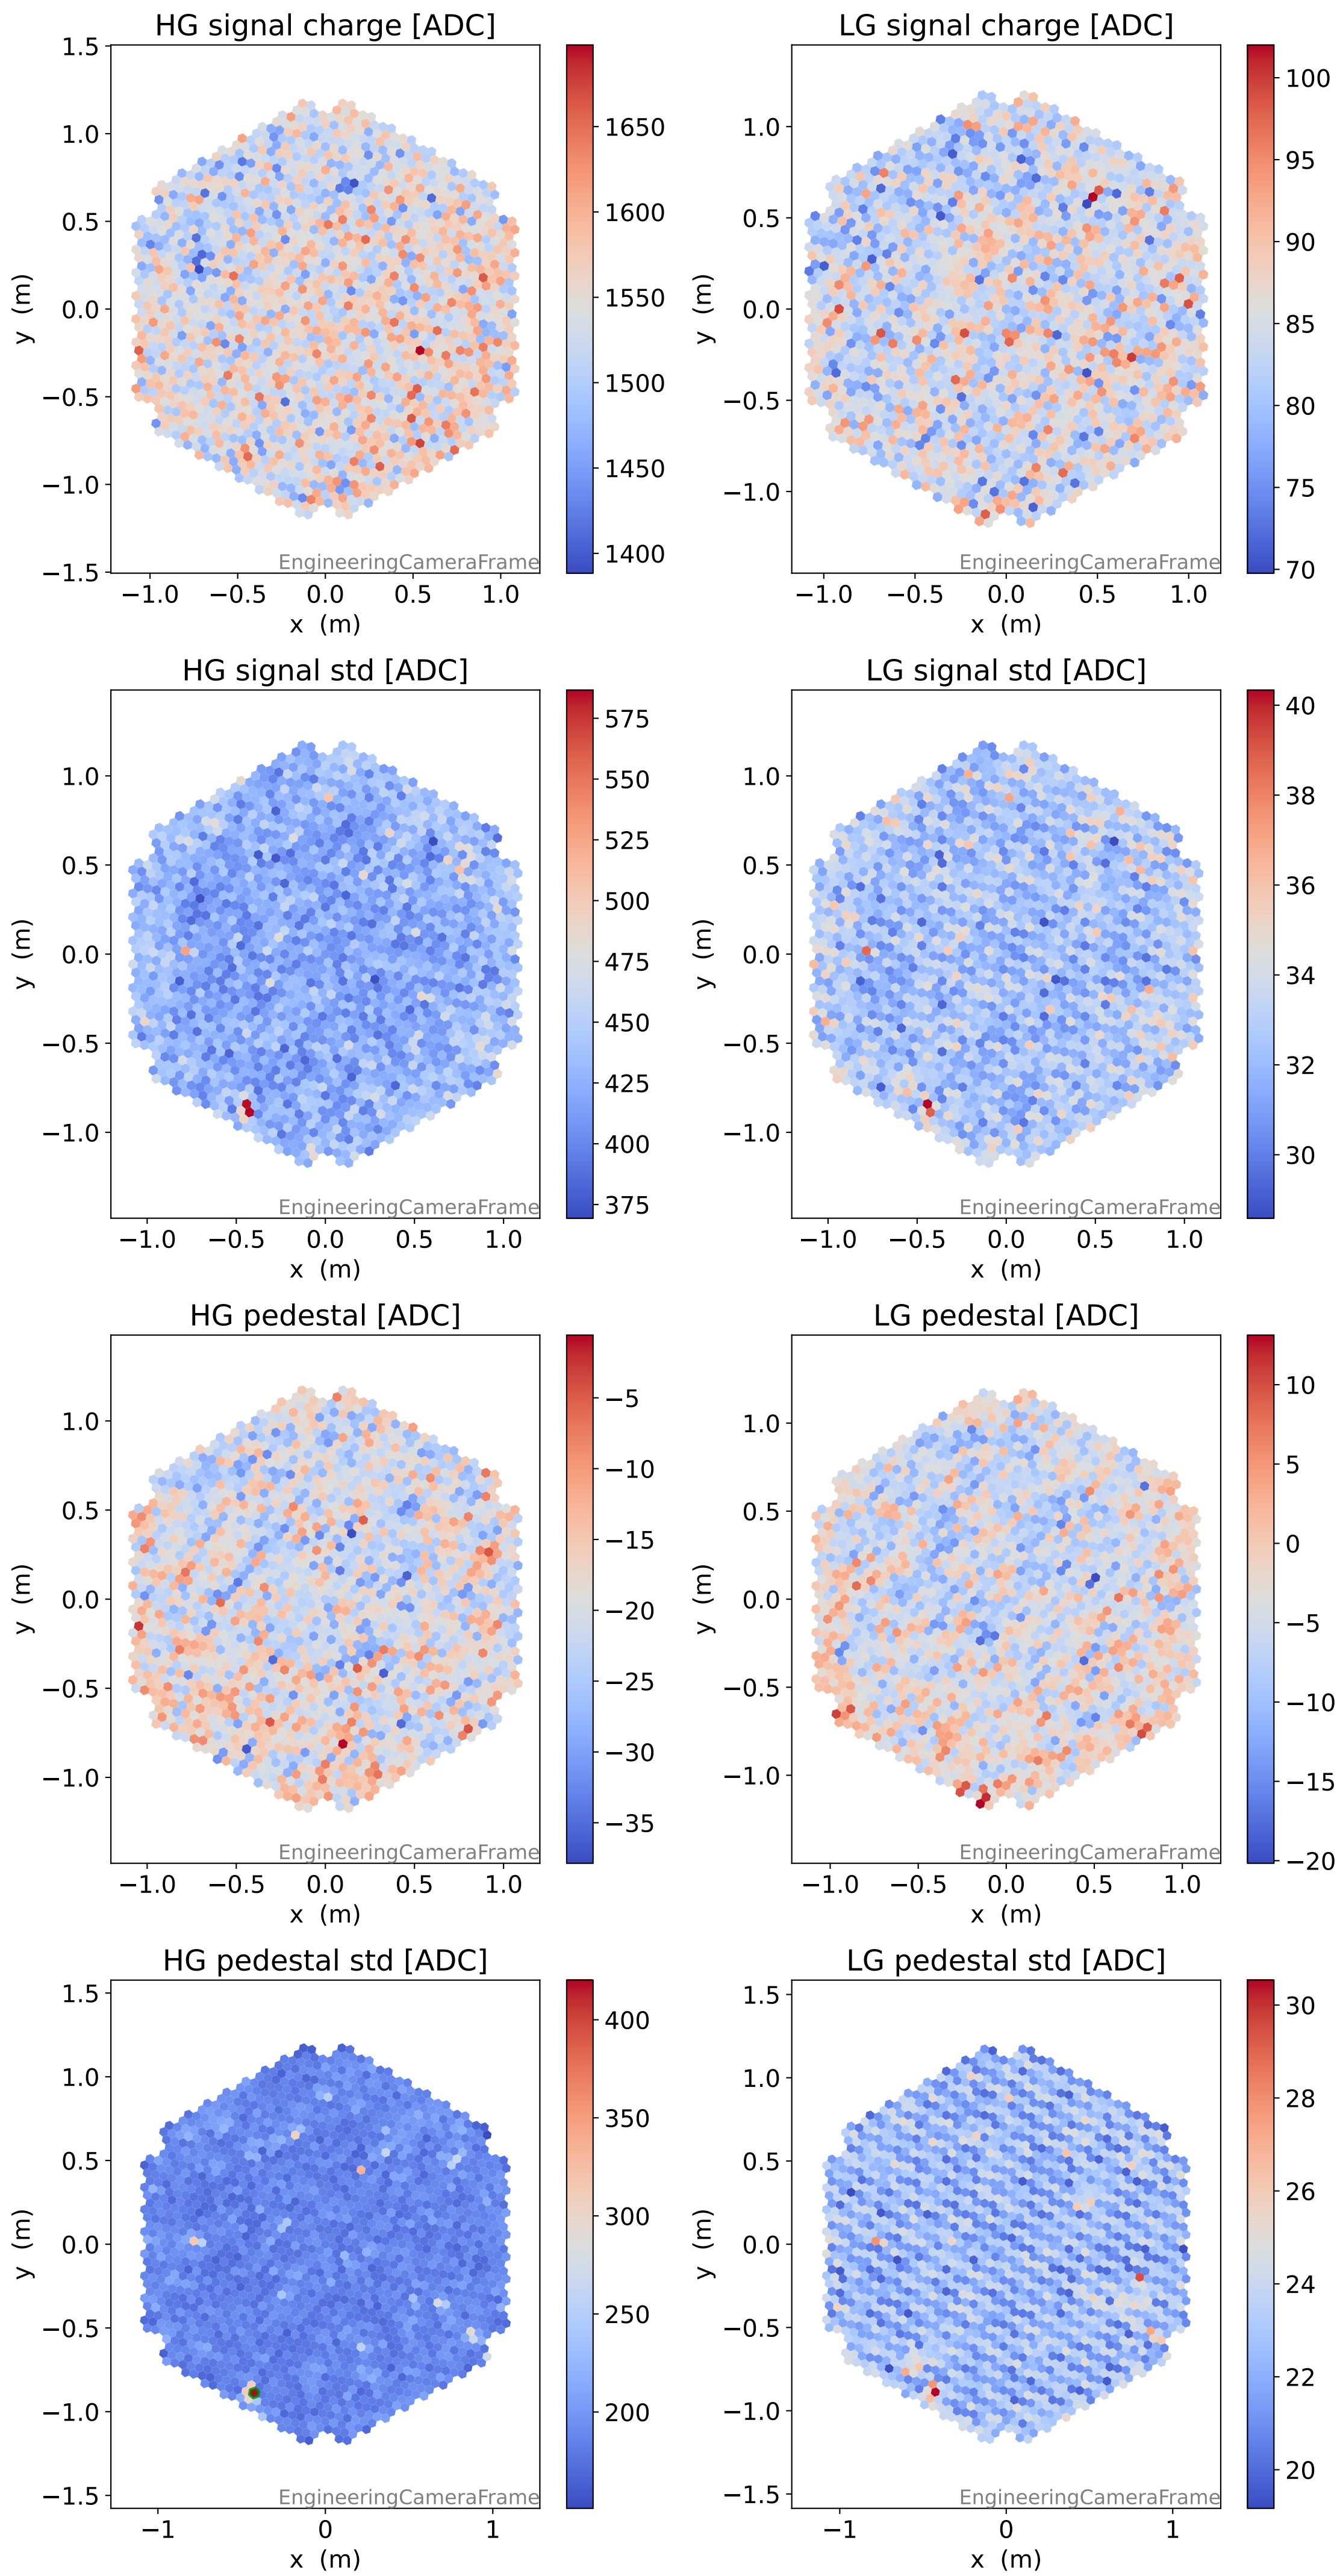 HG signal charge [ADC]
1.5
1.0
0.5
0.0
−0.5
−1.0
−1.5
y (m)
−1.0 −0.5 0.0 0.5 1.0
x (m)
EngineeringCameraFrame
1650
1600
1550
1500
1450
1400
LG signal charge [ADC]
1.0
0.5
0.0
−0.5
−1.0
y (m)
−1.0 −0.5 0.0 0.5 1.0
x (m)
EngineeringCameraFrame
100
95
90
85
80
75
70
HG signal std [ADC]
1.0
0.5
0.0
−0.5
−1.0
y (m)
−1.0 −0.5 0.0 0.5 1.0
x (m)
EngineeringCameraFrame
575
550
525
500
475
450
425
400
375
LG signal std [ADC]
1.0
0.5
0.0
−0.5
−1.0
y (m)
−1.0 −0.5 0.0 0.5 1.0
x (m)
EngineeringCameraFrame
40
38
36
34
32
30
HG pedestal [ADC]
1.0
0.5
0.0
−0.5
−1.0
y (m)
−1.0 −0.5 0.0 0.5 1.0
x (m)
EngineeringCameraFrame
−5
−10
−15
−20
−25
−30
−35
LG pedestal [ADC]
1.0
0.5
0.0
−0.5
−1.0
y (m)
−1.0 −0.5 0.0 0.5 1.0
x (m)
EngineeringCameraFrame
10
5
0
−5
−10
−15
−20
HG pedestal std [ADC]
1.5
1.0
0.5
0.0
−0.5
−1.0
−1.5
y (m)
−1 0 1
x (m)
EngineeringCameraFrame
400
350
300
250
200
LG pedestal std [ADC]
1.5
1.0
0.5
0.0
−0.5
−1.0
−1.5
y (m)
−1 0 1
x (m)
EngineeringCameraFrame
30
28
26
24
22
20